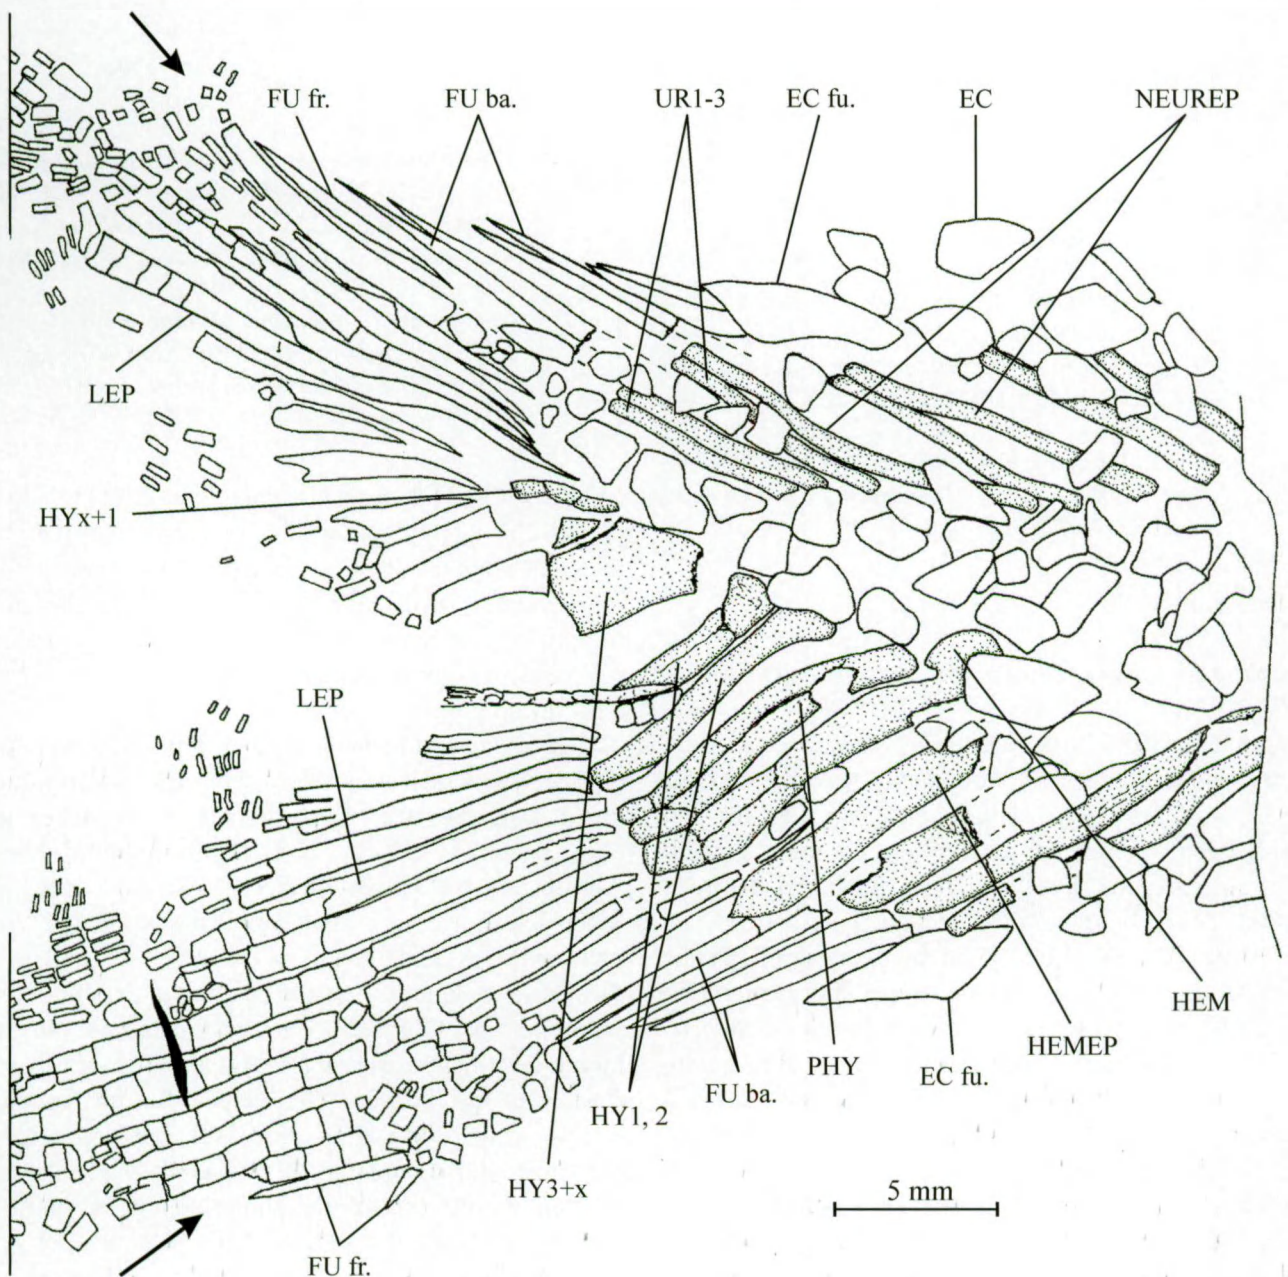 FU fr.
FU ba.
UR1-3
EC fu.
EC
NEUREP
LEP
HYx+1
LEP
HEM
HEMEP
PHY
EC fu.
FU ba.
HY1, 2
HY3+x
5 mm
FU fr.